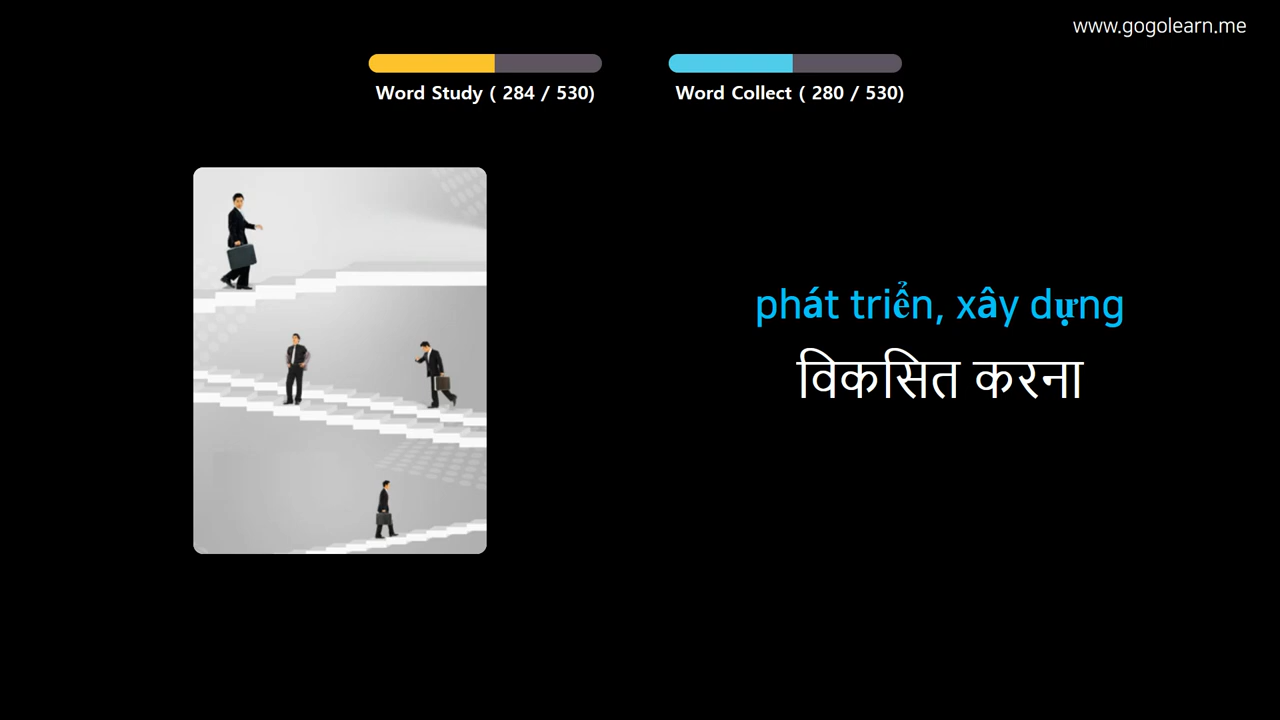 www.gogolearn.me
Word Study ( 284 / 530)
Word Collect ( 280 / 530)
phát triển, xây dựng
विकसित करना